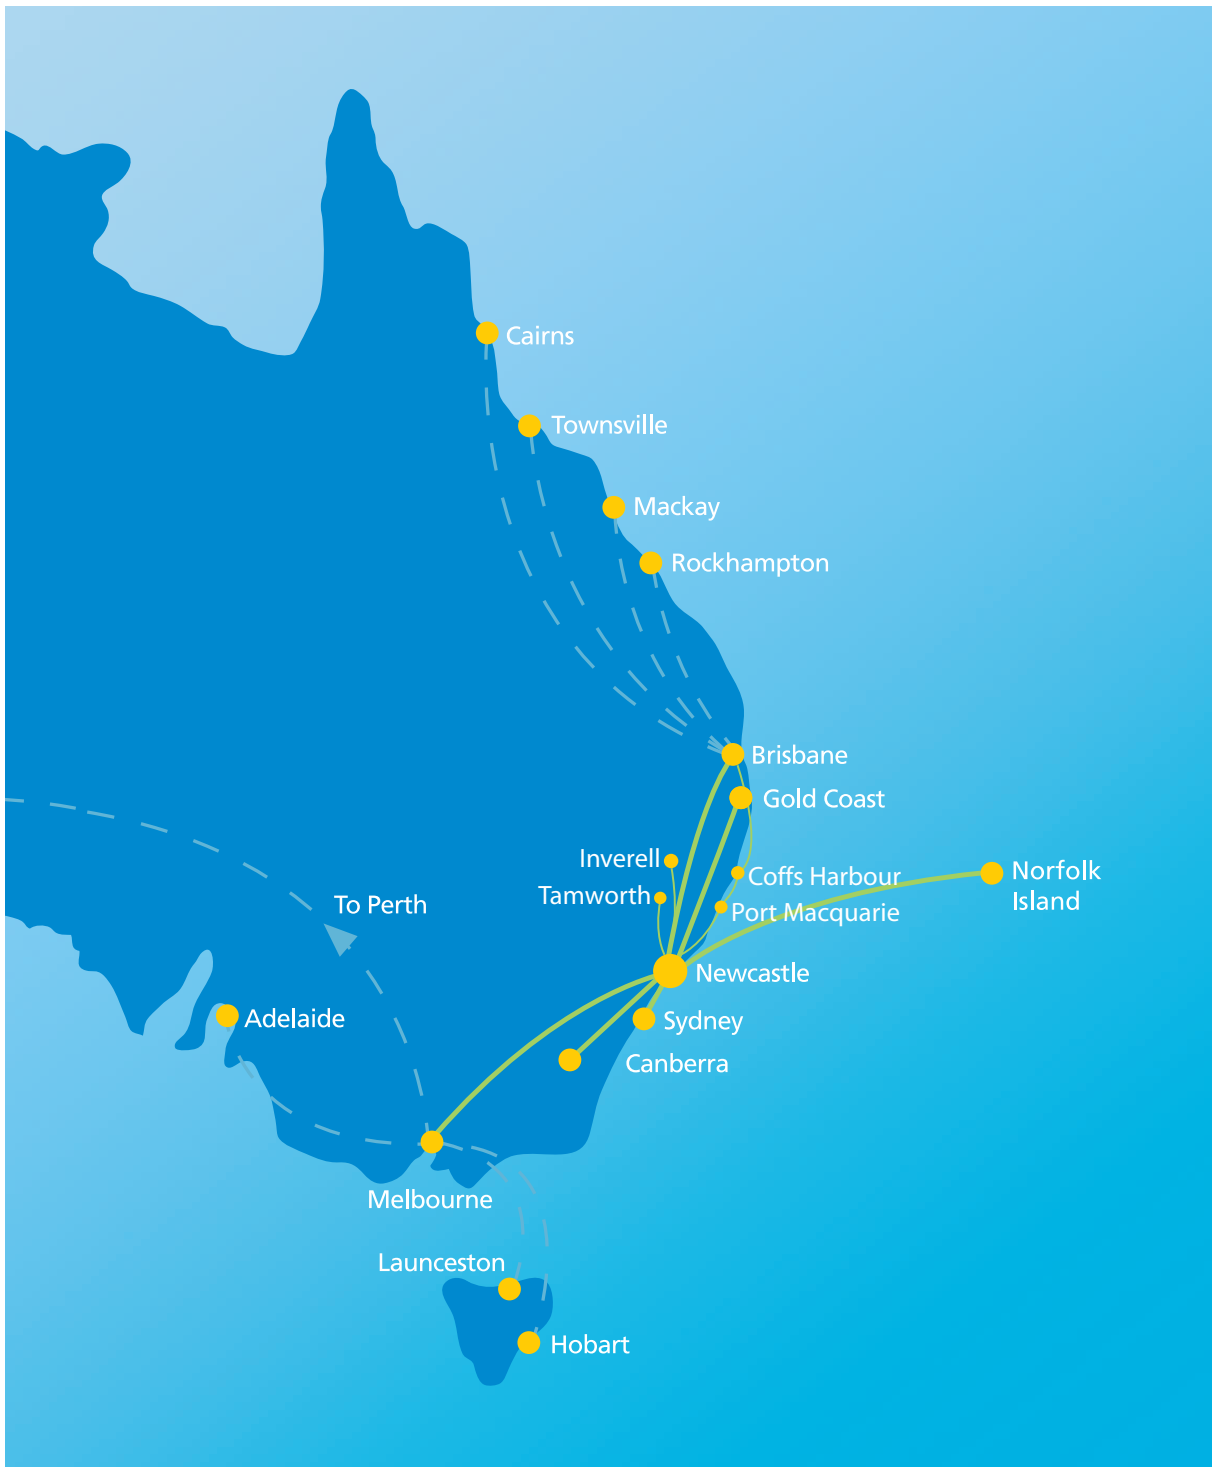 Cairns
Townsville
Mackay
Rockhampton
Brisbane
Gold Coast
Inverell
Coffs Harbour
Norfolk
Island
Tamworth
Port Macquarie
To Perth
Newcastle
Adelaide
Sydney
Canberra
Melbourne
Launceston
Hobart